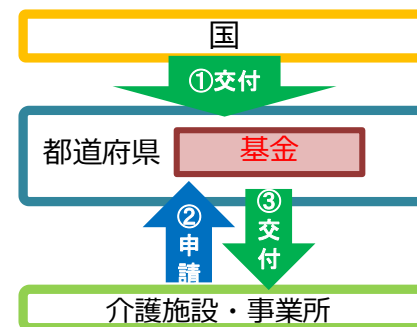 国
①交付
都道府県
基金
②申請
③交付
介護施設・事業所